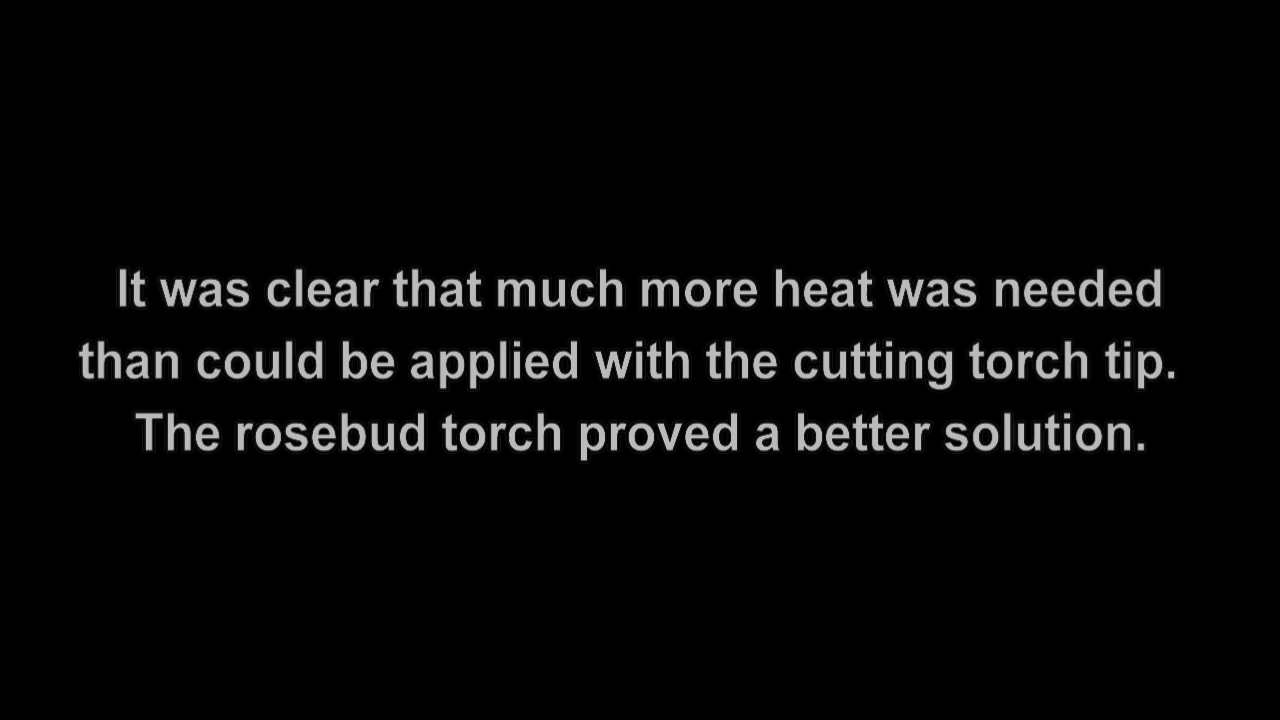 It was clear that much more heat was needed
than could be applied with the cutting torch tip.
The rosebud torch proved a better solution.